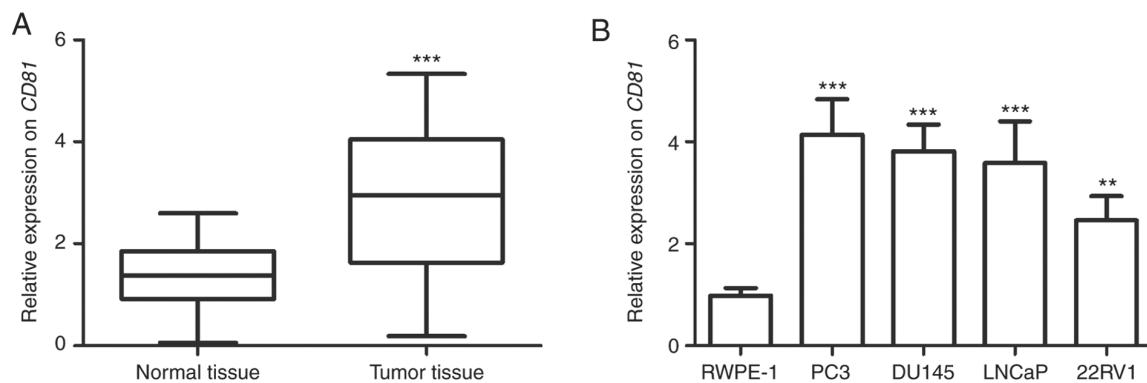 A
Relative expression on CD81
6
4
2
0
***
Normal tissue
Tumor tissue
B
Relative expression on CD81
6
4
2
0
***
***
***
**
RWPE-1
PC3
DU145
LNCaP
22RV1